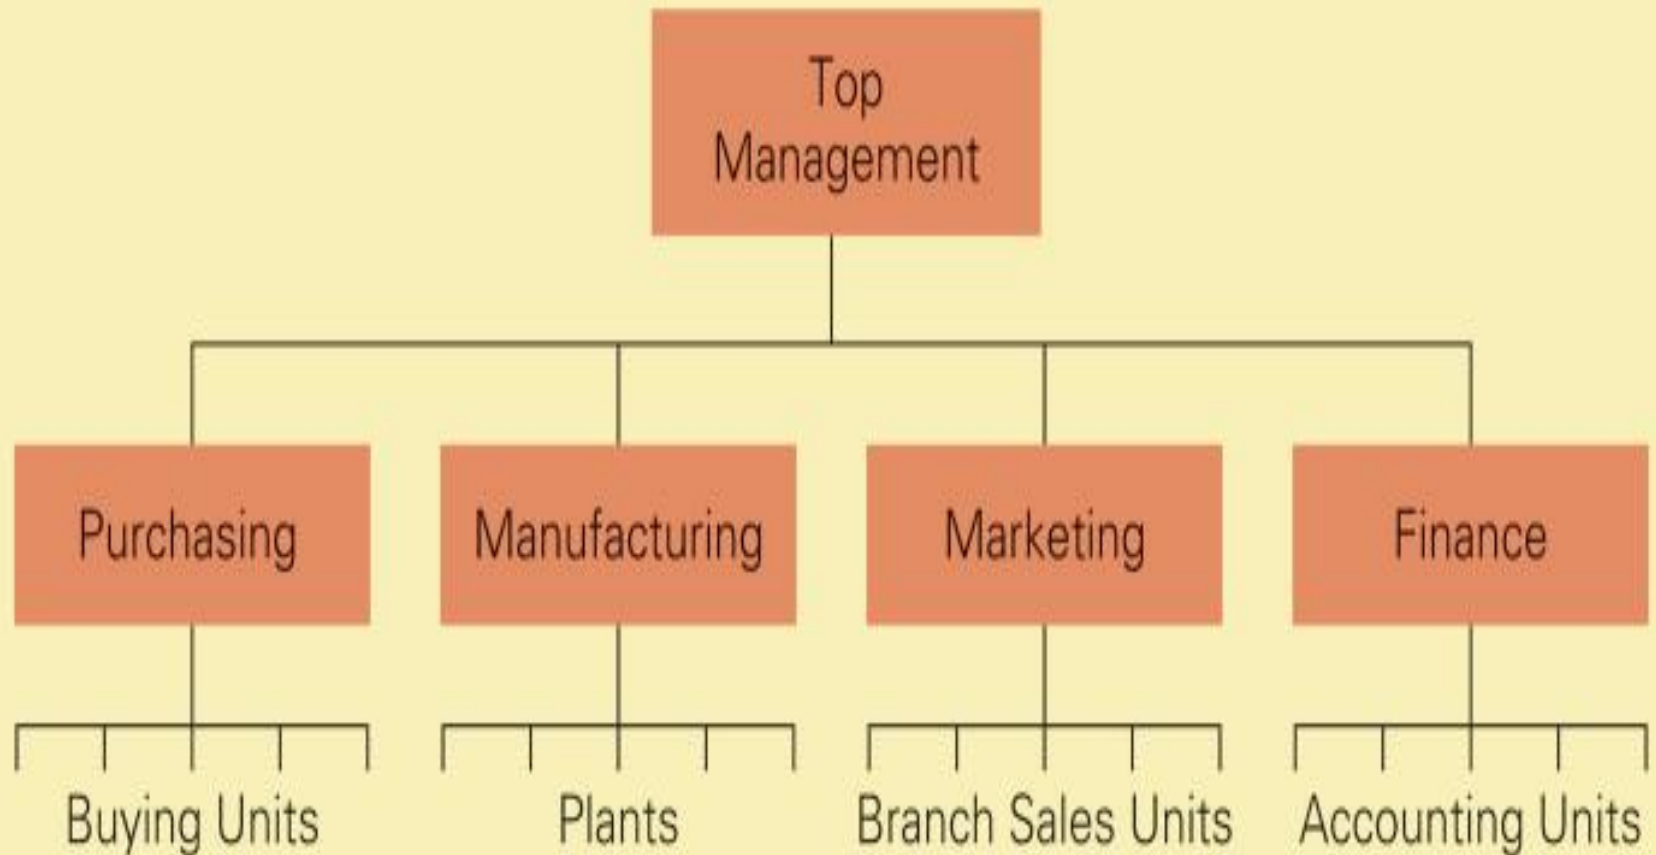 Top
Management
Purchasing
Manufacturing
Marketing
Finance
Buying Units
Plants
Branch Sales Units
Accounting Units